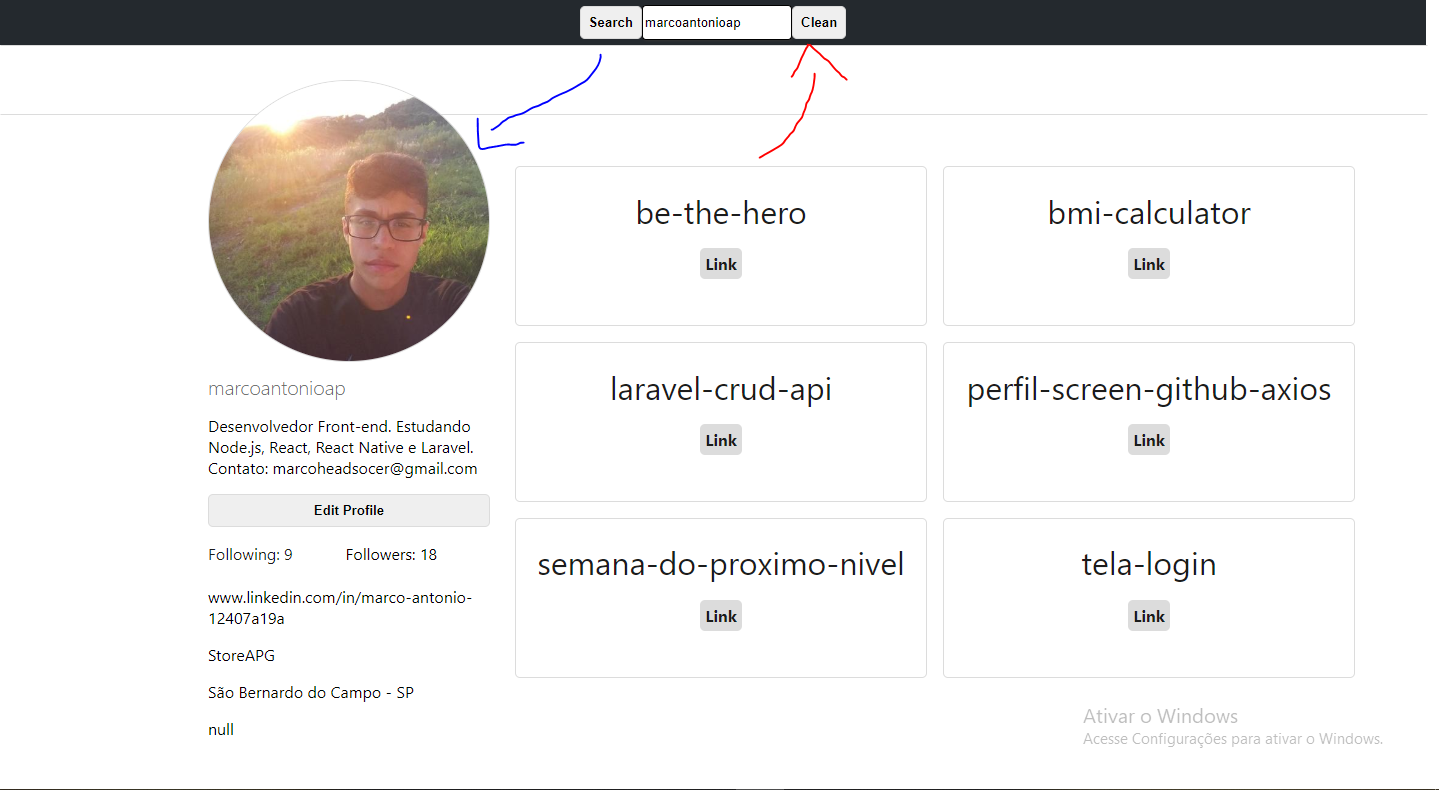 Search marcoantonioap Clean
marcoantonioap
Desenvolvedor Front-end. Estudando
Node.js, React, React Native e Laravel.
Contato: marcoheadsocer@gmail.com
Edit Profile
Following: 9 Followers: 18
www.linkedin.com/in/marco-antonio-
12407a19a
StoreAPG
São Bernardo do Campo - SP
null
be-the-hero
Link
bmi-calculator
Link
laravel-crud-api
Link
perfil-screen-github-axios
Link
semana-do-proximo-nivel
Link
tela-login
Link
Ativar o Windows
Acesse Configurações para ativar o Windows.